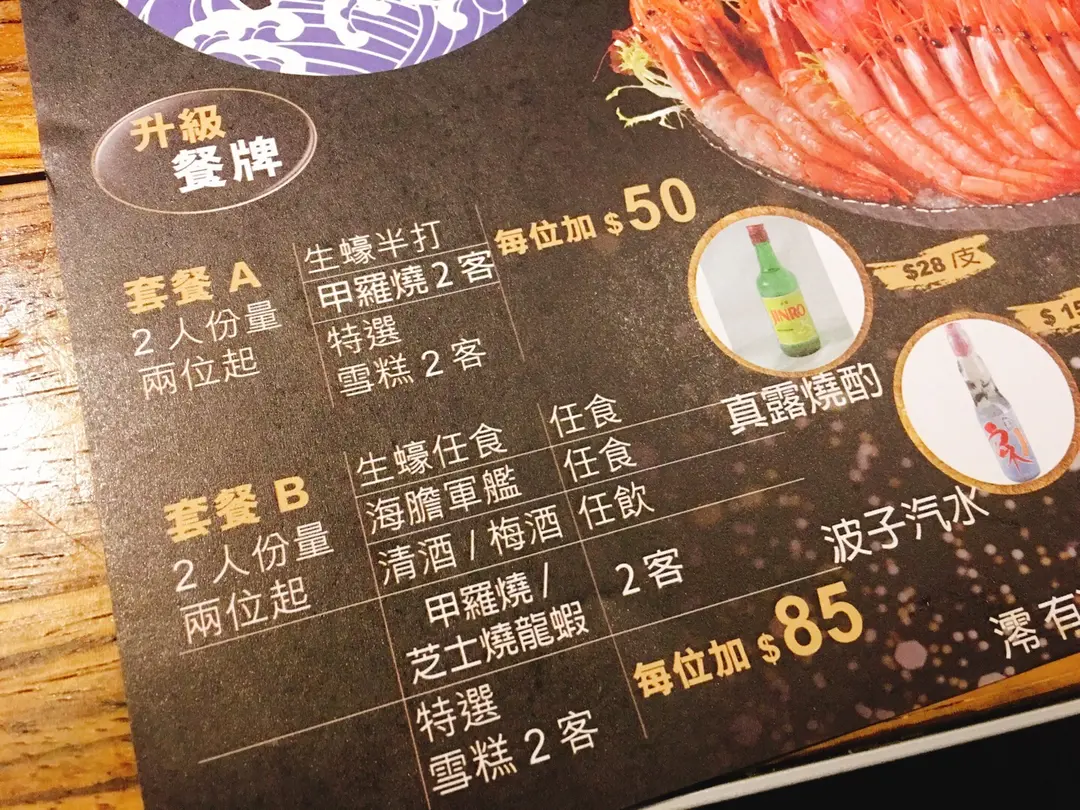 升級
餐牌
套餐 A
2 人份量
兩位起
生蠔半打
甲羅燒 2 客
特選
雪糕 2 客
每位加 $50
JINRO
$28 皮
真露燒酌
套餐 B
2 人份量
兩位起
生蠔任食 任食
海膽軍艦 任食
清酒 / 梅酒 任飲
甲羅燒 /
芝士燒龍蝦 2 客
特選
雪糕 2 客
每位加 $85
波子汽水
澪有